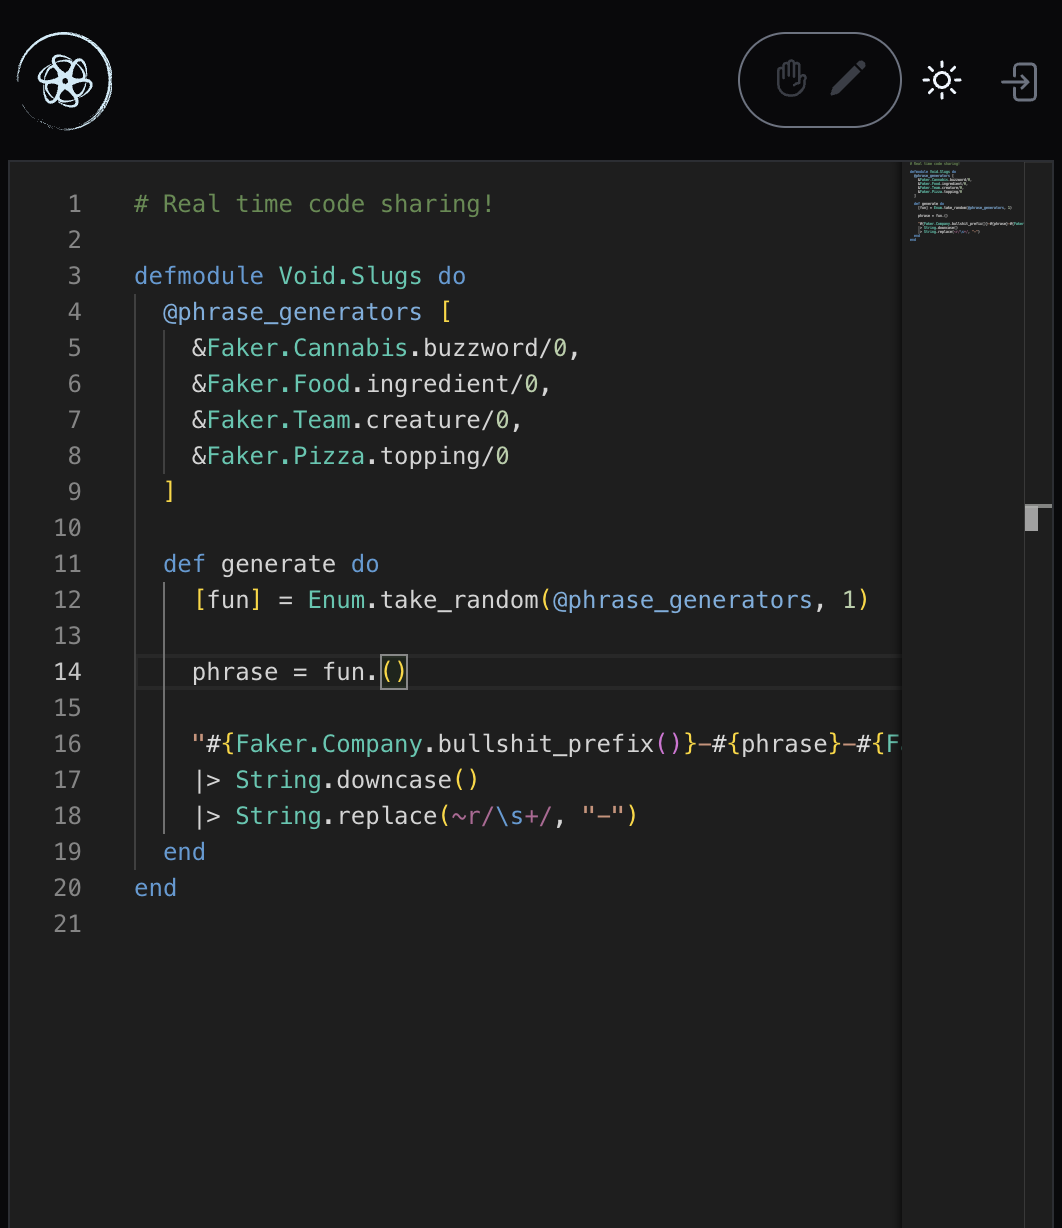 1 # Real time code sharing!
2
3 defmodule Void.Slugs do
4   @phrase_generators [
5     &Faker.Cannabis.buzzword/0,
6     &Faker.Food.ingredient/0,
7     &Faker.Team.creature/0,
8     &Faker.Pizza.topping/0
9   ]
10
11   def generate do
12     [fun] = Enum.take_random(@phrase_generators, 1)
13
14     phrase = fun.()
15
16     "#{Faker.Company.bullshit_prefix()}-#{phrase}-#{F
17     |> String.downcase()
18     |> String.replace(~r/\s+/, "-")
19   end
20 end
21